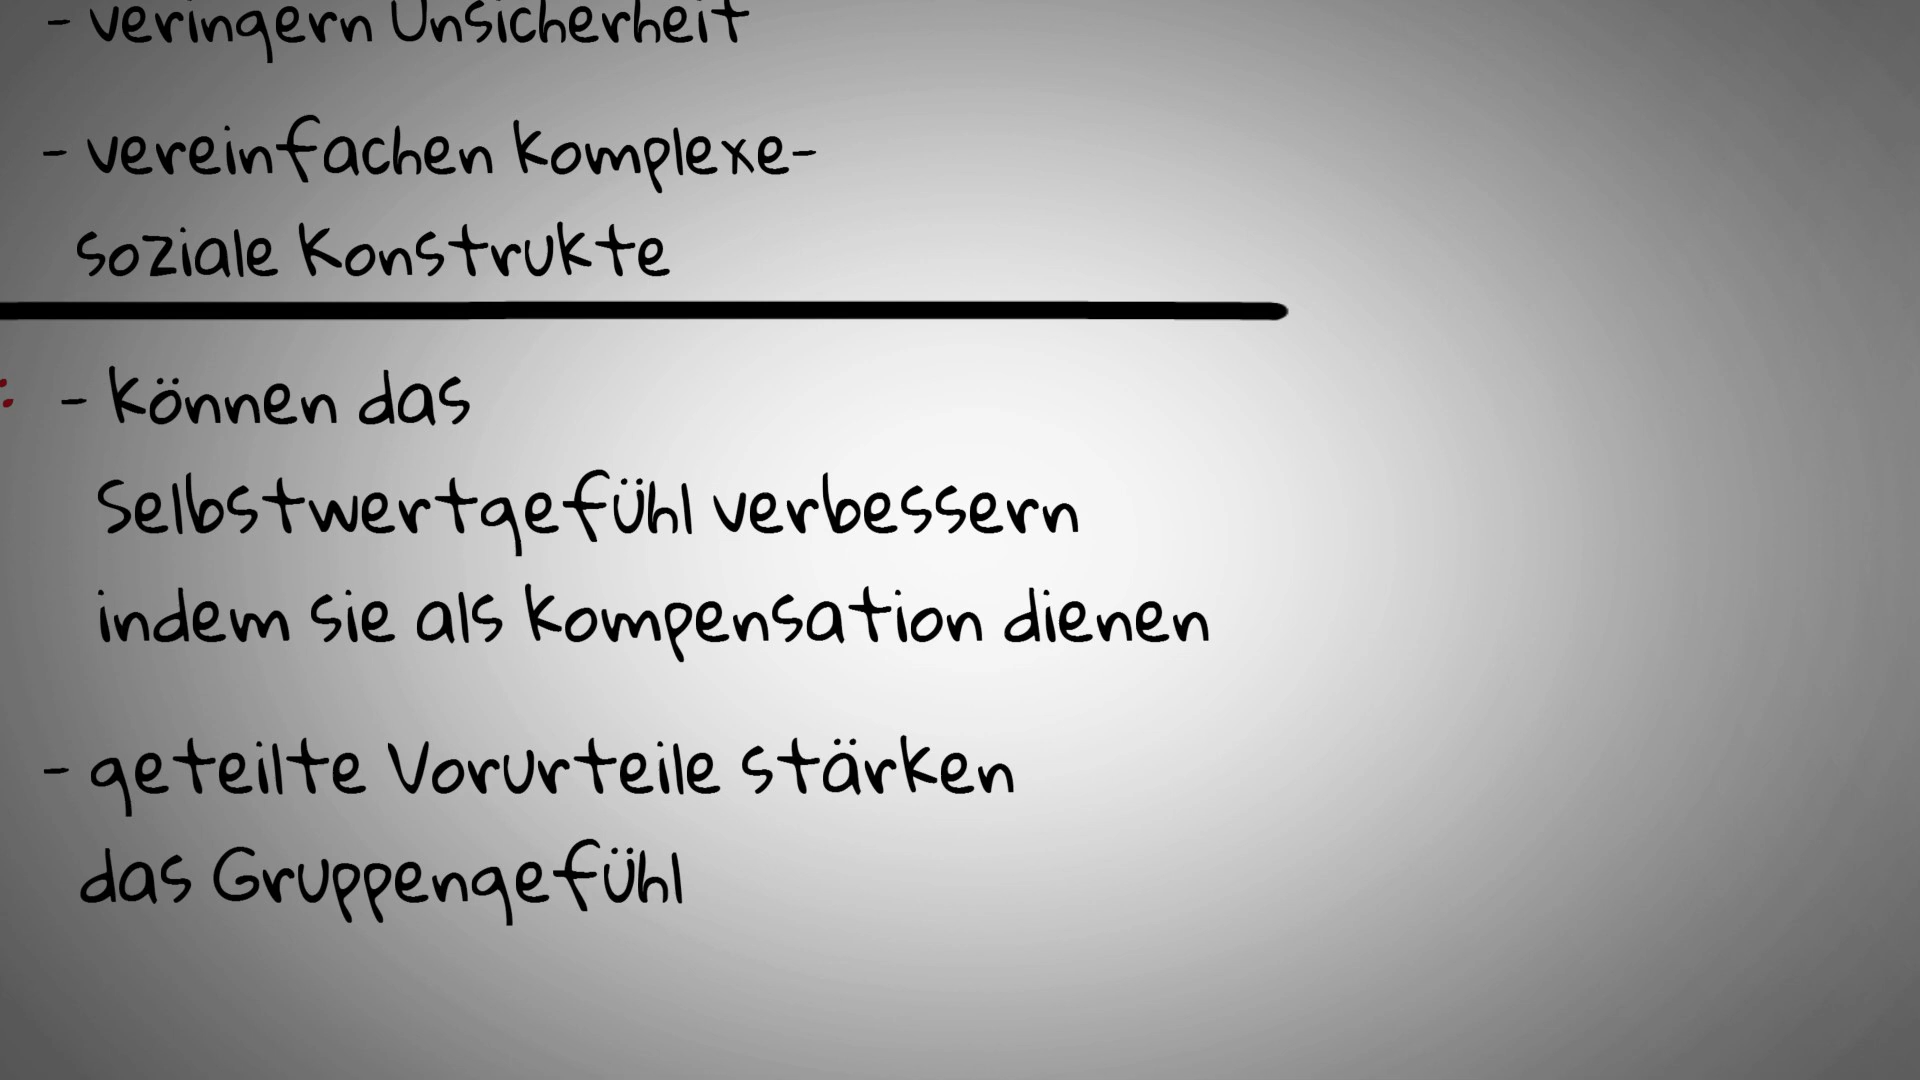 - veringern Unsicherheit
- vereinfachen Komplexe-
soziale Konstrukte
: - können das
Selbstwertgefühl verbessern
indem sie als Kompensation dienen
- geteilte Vorurteile stärken
das Gruppengefühl